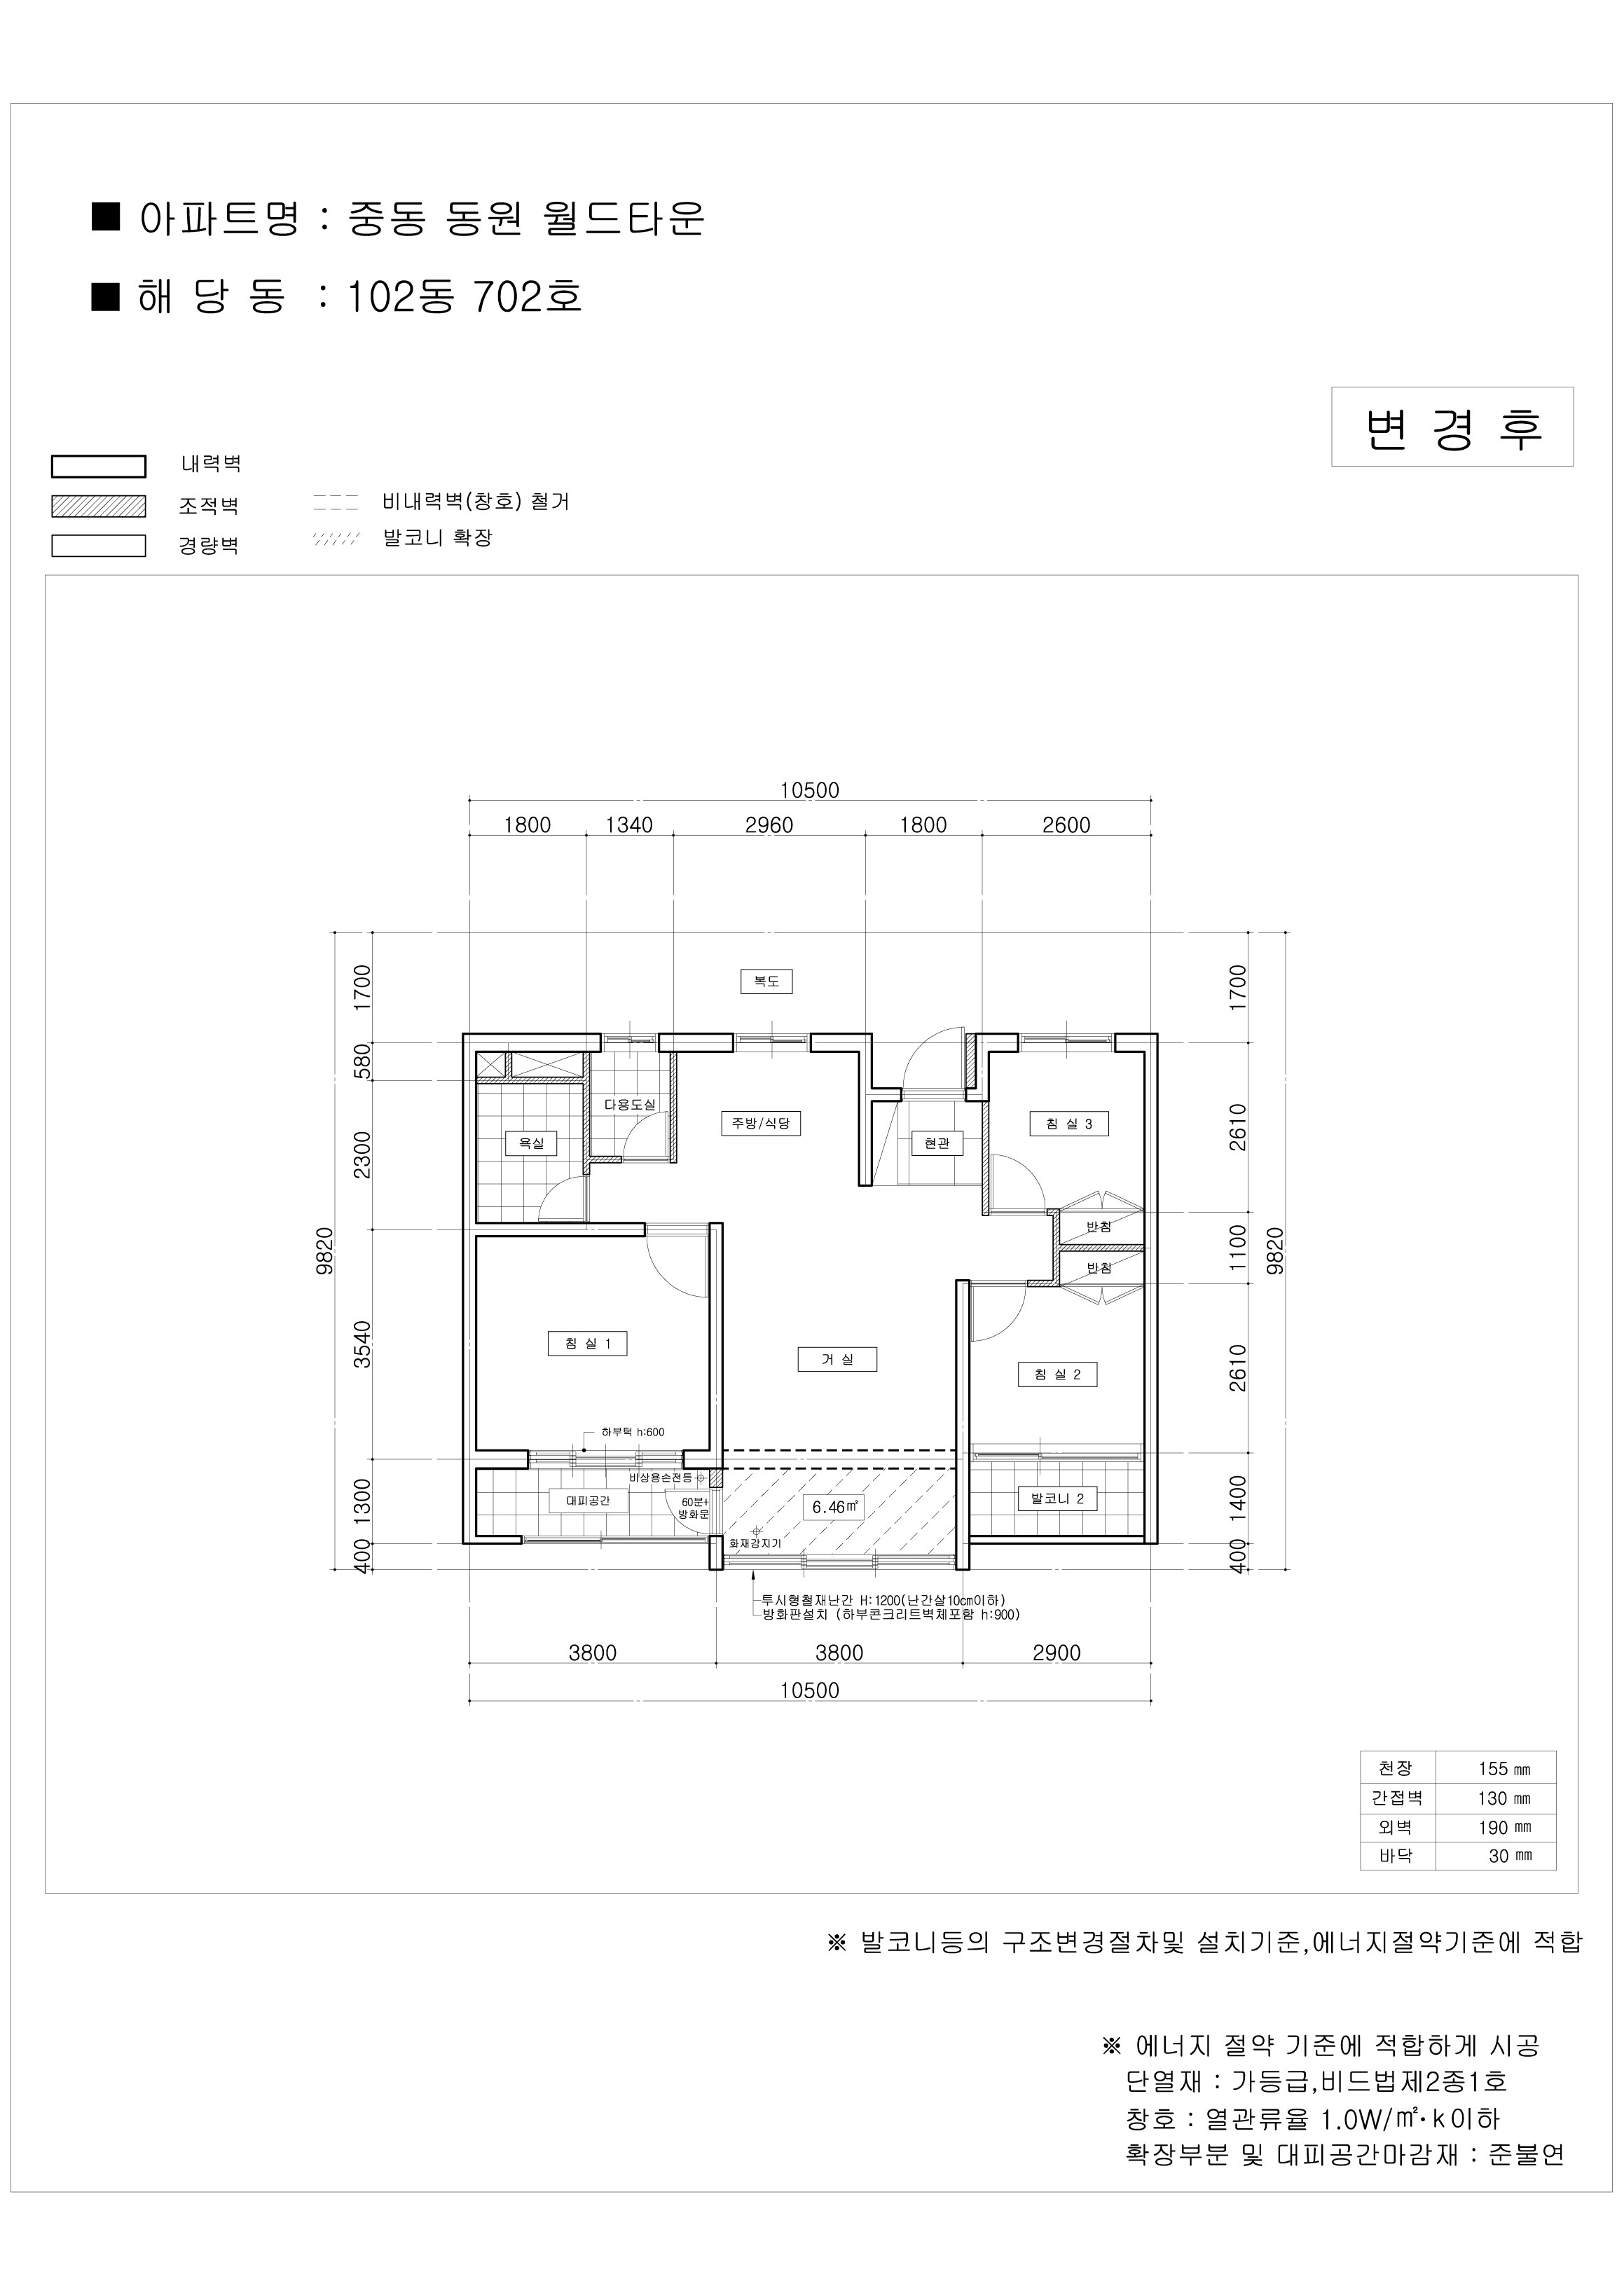 ■ 아파트명 : 중동 동원 월드타운
■ 해 당 동 : 102동 702호
변 경 후
내력벽
조적벽
경량벽
비내력벽(창호) 철거
발코니 확장
10500
1800 1340 2960 1800 2600
복도
1700
580
2300
3540
1300
400
9820
1700
2610
1100
2610
1400
400
9820
다용도실
주방/식당
욕실
현관
침 실 3
반침
반침
침 실 1
거 실
침 실 2
하부턱 h:600
비상용손전등
대피공간
60분+
방화문
6.46㎡
발코니 2
화재감지기
투시형철재난간 H:1200(난간살10㎝이하)
방화판설치 (하부콘크리트벽체포함 h:900)
3800 3800 2900
10500
천장 155 ㎜
간접벽 130 ㎜
외벽 190 ㎜
바닥 30 ㎜
※ 발코니등의 구조변경절차및 설치기준,에너지절약기준에 적합
※ 에너지 절약 기준에 적합하게 시공
단열재 : 가등급,비드법제2종1호
창호 : 열관류율 1.0W/㎡·k이하
확장부분 및 대피공간마감재 : 준불연